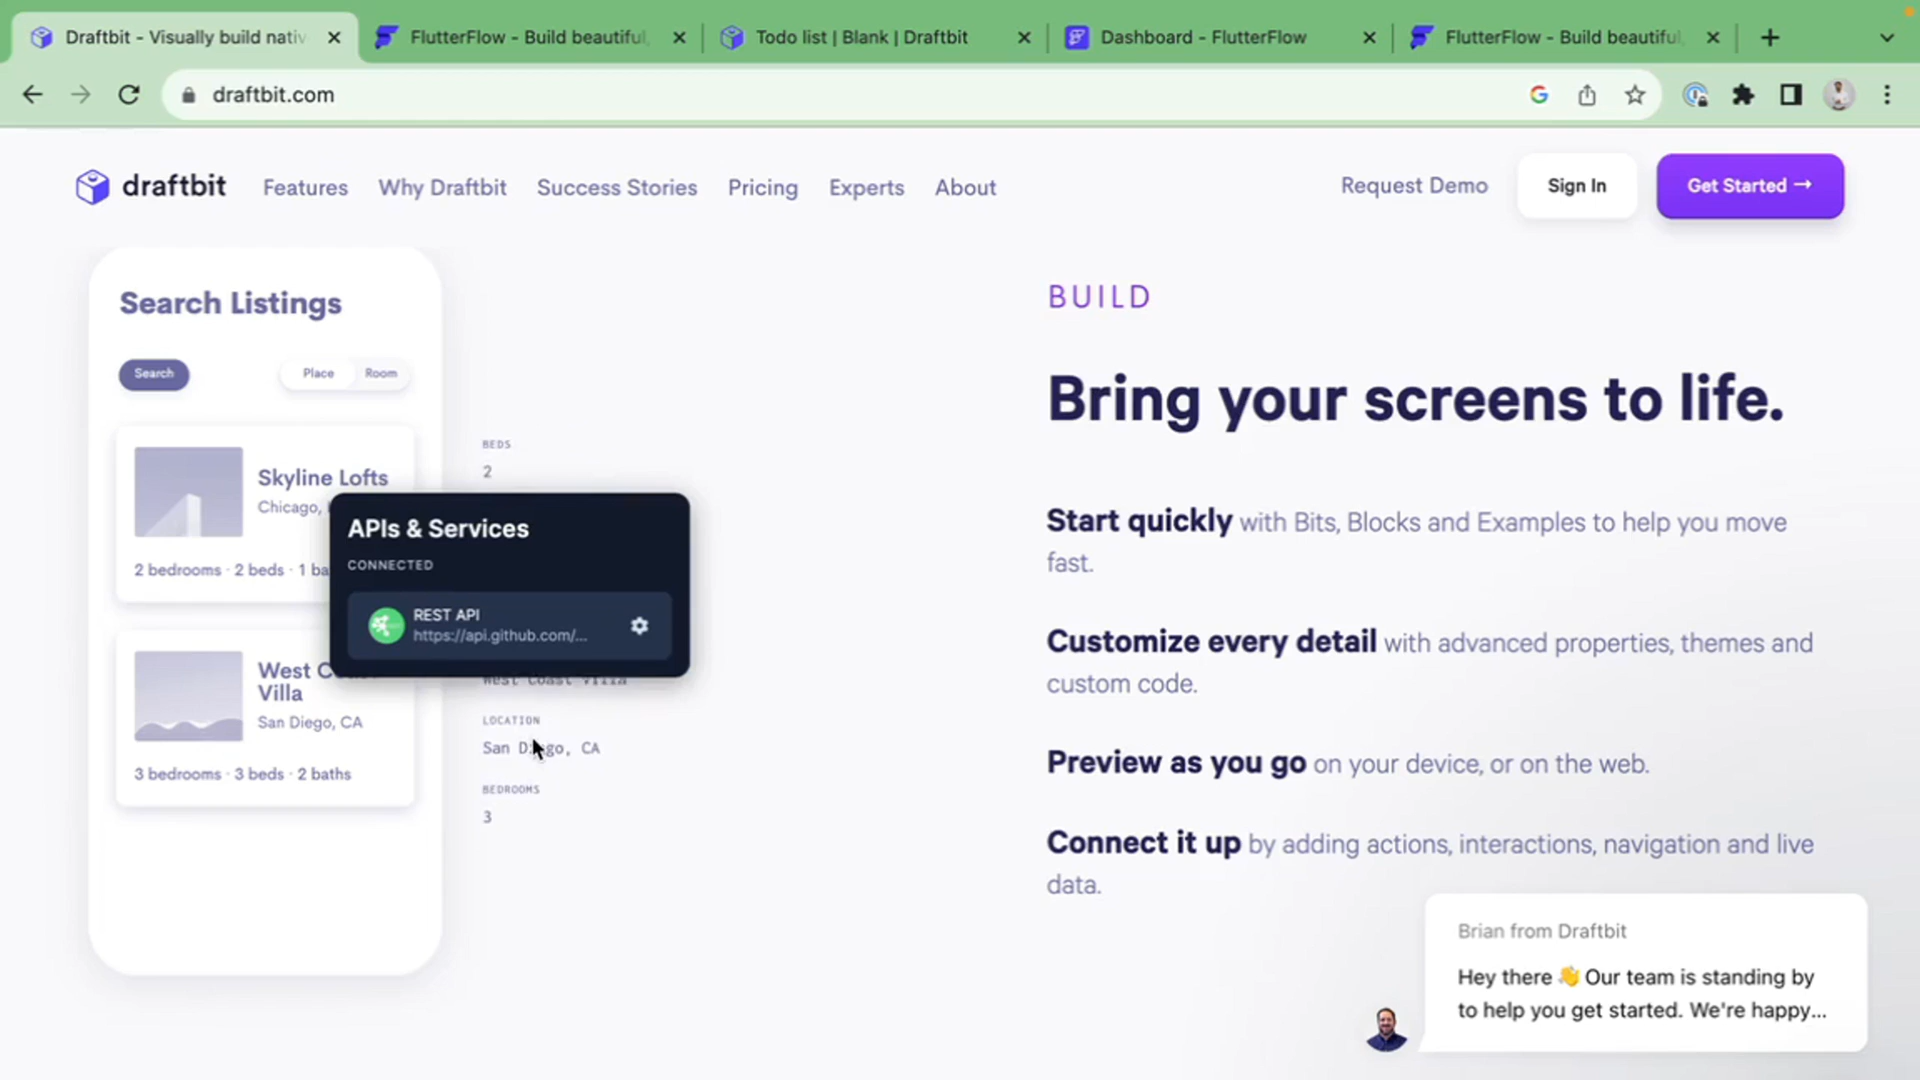 Draftbit - Visually build nativ
FlutterFlow - Build beautiful,
Todo list | Blank | Draftbit
Dashboard - FlutterFlow
FlutterFlow - Build beautiful,
draftbit.com
draftbit
Features
Why Draftbit
Success Stories
Pricing
Experts
About
Request Demo
Sign In
Get Started →
Search Listings
Search
Place
Room
Skyline Lofts
Chicago,
2 bedrooms · 2 beds · 1 ba
West C
Villa
San Diego, CA
3 bedrooms · 3 beds · 2 baths
BEDS
2
APIs & Services
CONNECTED
REST API
https://api.github.com/...
West Coast Villa
LOCATION
San Diego, CA
BEDROOMS
3
BUILD
Bring your screens to life.
Start quickly with Bits, Blocks and Examples to help you move
fast.
Customize every detail with advanced properties, themes and
custom code.
Preview as you go on your device, or on the web.
Connect it up by adding actions, interactions, navigation and live
data.
Brian from Draftbit
Hey there 👋 Our team is standing by
to help you get started. We're happy...